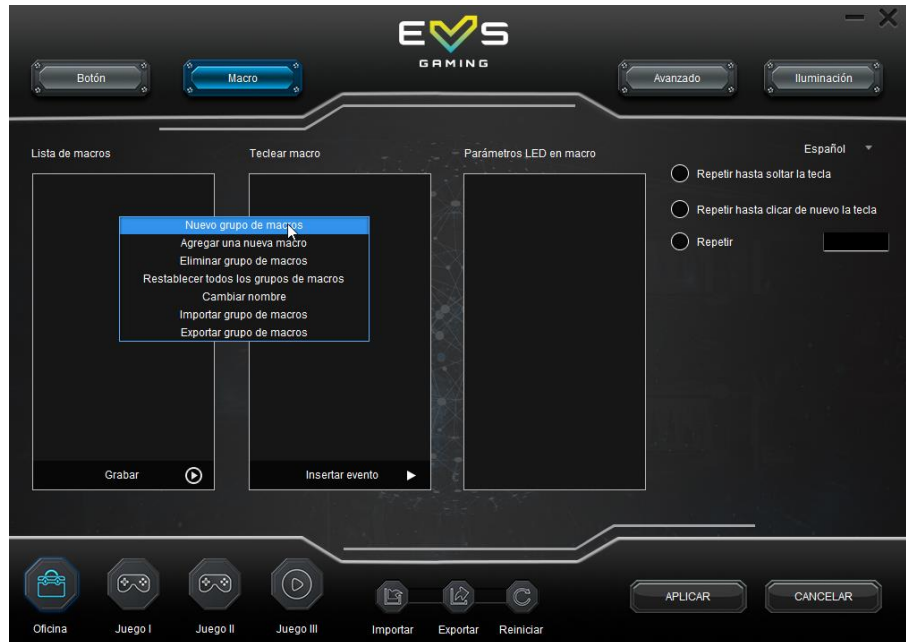 EVS
GAMING
Botón
Macro
Avanzado
Iluminación
Español
Lista de macros
Teclear macro
Parámetros LED en macro
Repetir hasta soltar la tecla
Repetir hasta clicar de nuevo la tecla
Repetir
Nuevo grupo de macros
Agregar una nueva macro
Eliminar grupo de macros
Restablecer todos los grupos de macros
Cambiar nombre
Importar grupo de macros
Exportar grupo de macros
Grabar
Insertar evento
Oficina
Juego I
Juego II
Juego III
Importar
Exportar
Reiniciar
APLICAR
CANCELAR